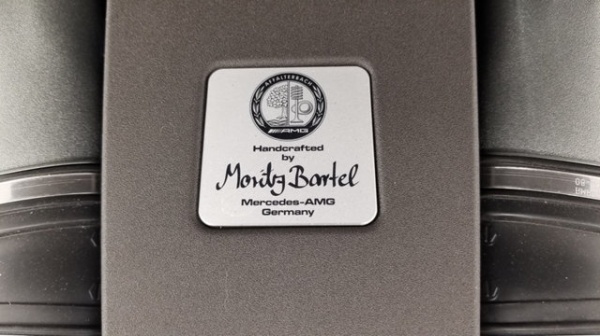 AFFALTERBACH
AMG
Handcrafted
by
Moritz Bartel
Mercedes-AMG
Germany